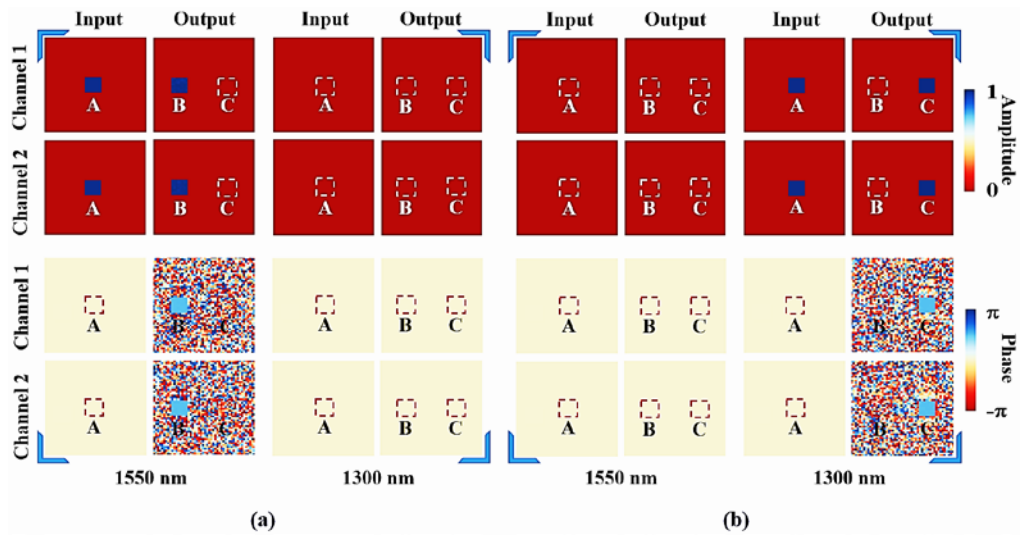 Input Output Input Output Input Output Input Output
Channel 1
A B C A B C A B C A B C
1
Amplitude
0
Channel 2
A B C A B C A B C A B C
Channel 1
A B C A B C A B C A B C
π
Phase
-π
Channel 2
A B C A B C A B C A B C
1550 nm 1300 nm 1550 nm 1300 nm
(a) (b)